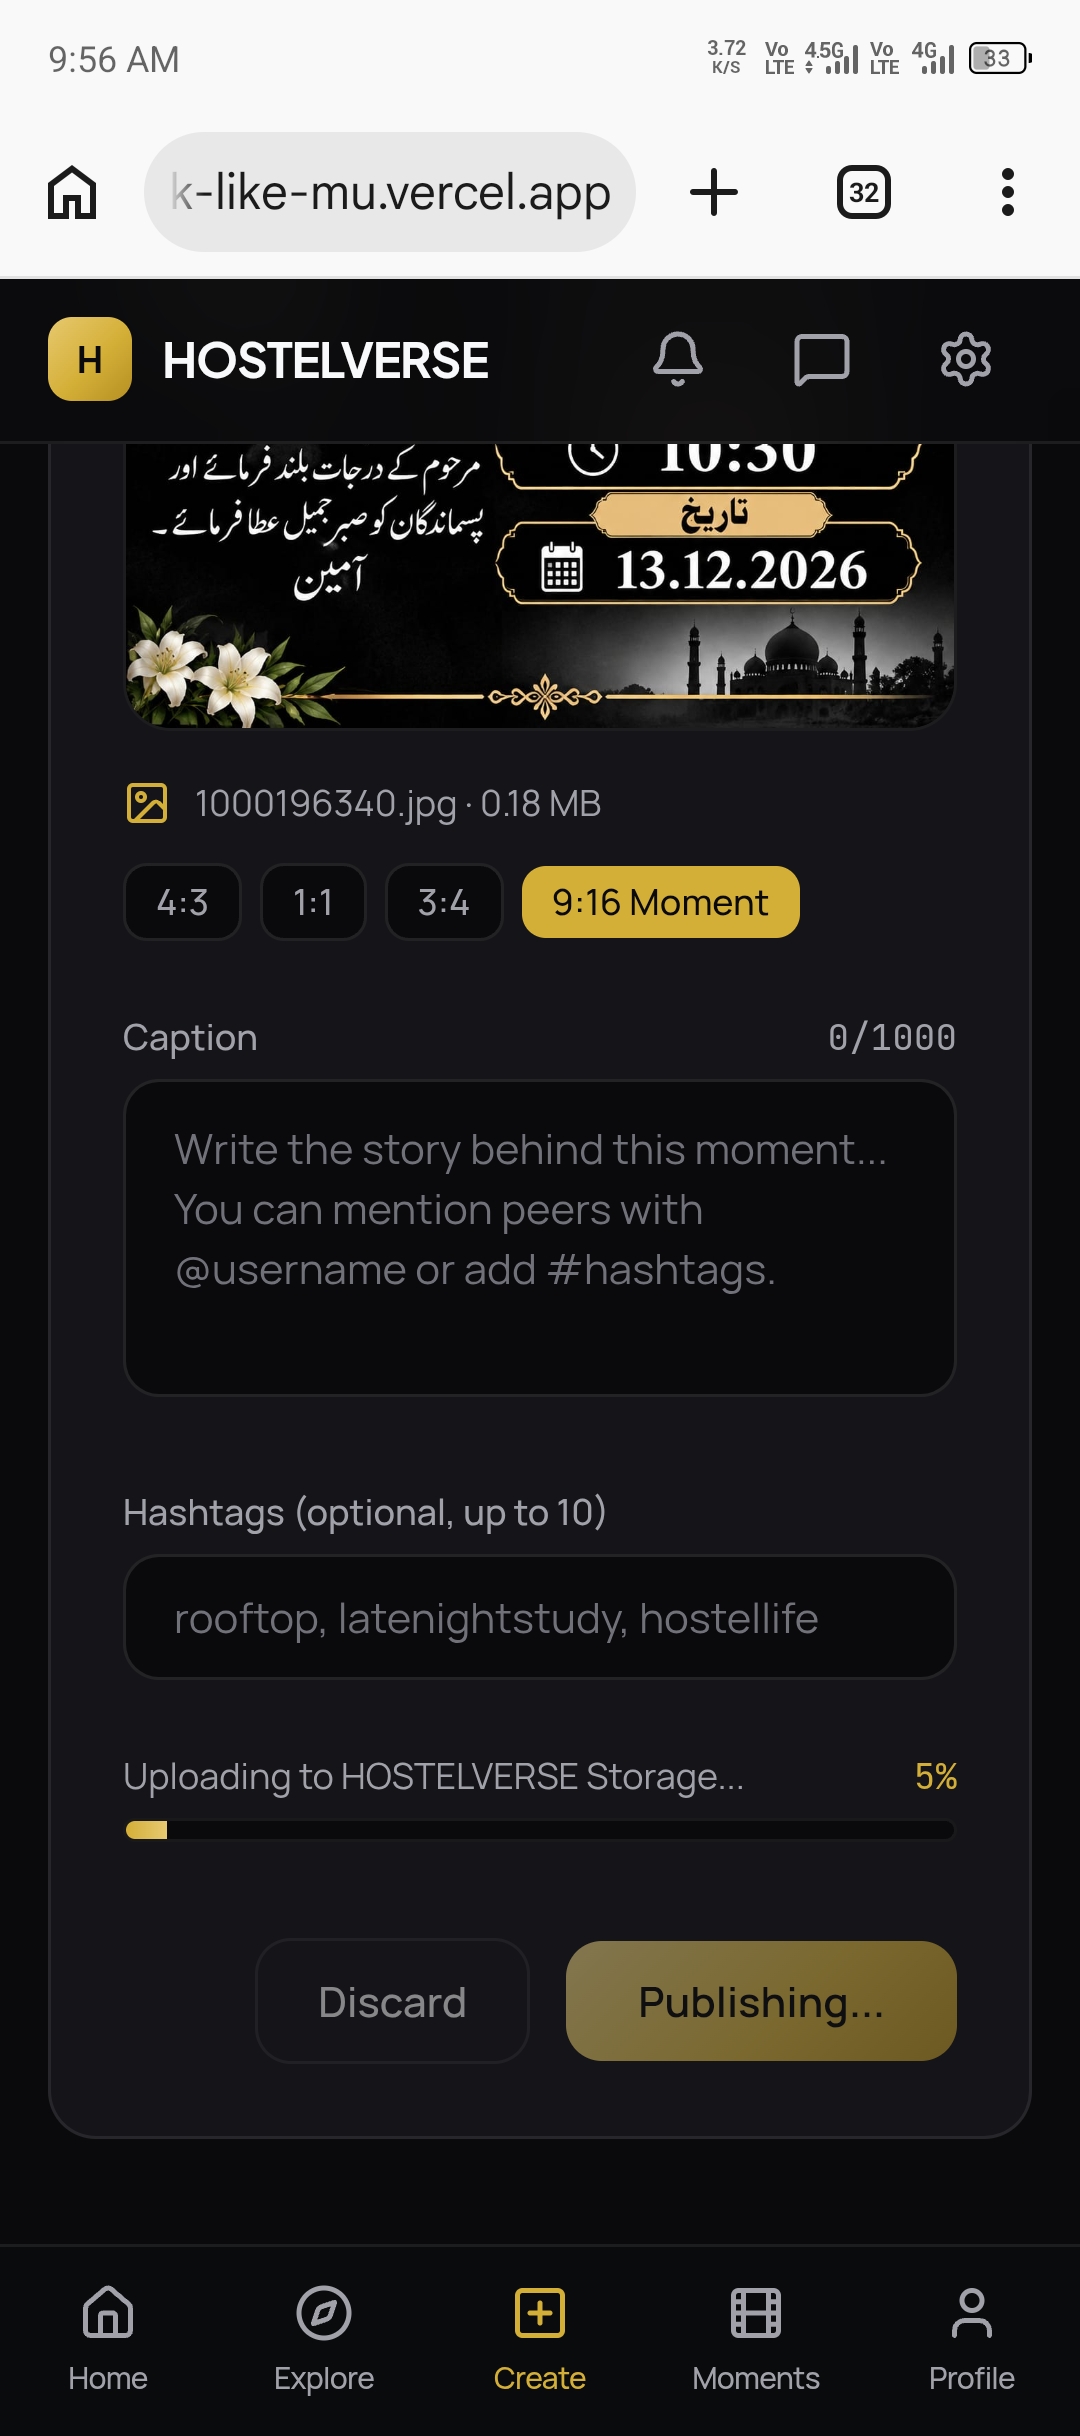 9:56 AM
3.72 K/S
Vo LTE
4.5G
Vo LTE
4G
33
k-like-mu.vercel.app
32
H
HOSTELVERSE
10:30
مرحوم کے درجات بلند فرمائے اور
پسماندگان کو صبر جمیل عطا فرمائے ۔
آمین
تاریخ
13.12.2026
1000196340.jpg · 0.18 MB
4:3
1:1
3:4
9:16 Moment
Caption
0/1000
Write the story behind this moment...
You can mention peers with
@username or add #hashtags.
Hashtags (optional, up to 10)
rooftop, latenightstudy, hostellife
Uploading to HOSTELVERSE Storage...
5%
Discard
Publishing...
Home
Explore
Create
Moments
Profile